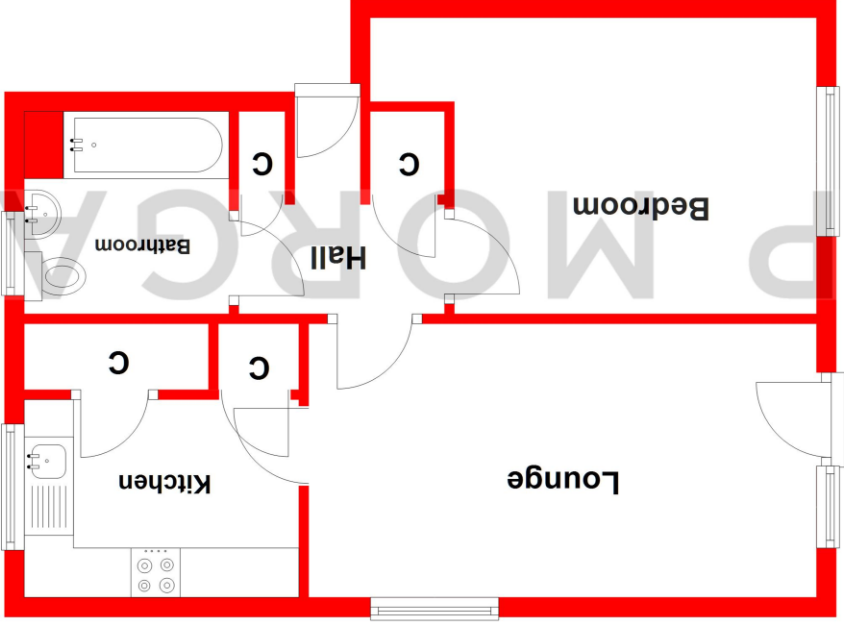 Lounge
Kitchen
C
C
Hall
Bathroom
Bedroom
C
C
P MORGA